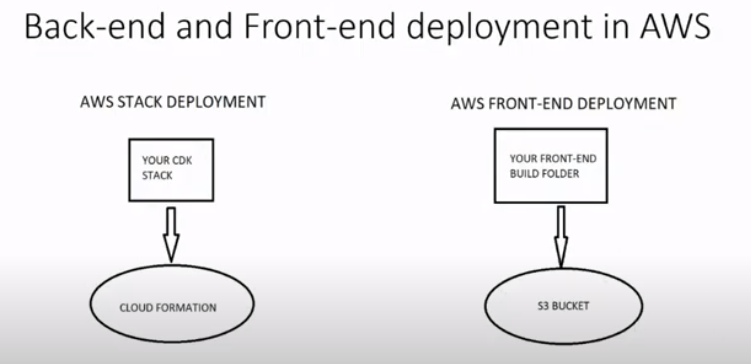 Back-end and Front-end deployment in AWS
AWS STACK DEPLOYMENT
YOUR CDK
STACK
CLOUD FORMATION
AWS FRONT-END DEPLOYMENT
YOUR FRONT-END
BUILD FOLDER
S3 BUCKET